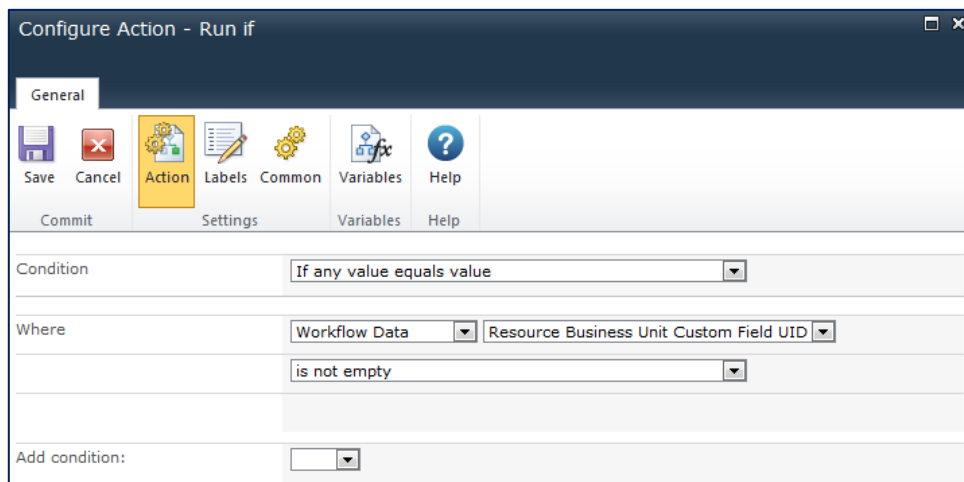 Configure Action - Run if
General
Save Cancel Action Labels Common Variables Help
Commit Settings Variables Help
Condition If any value equals value
Where Workflow Data Resource Business Unit Custom Field UID
is not empty
Add condition: